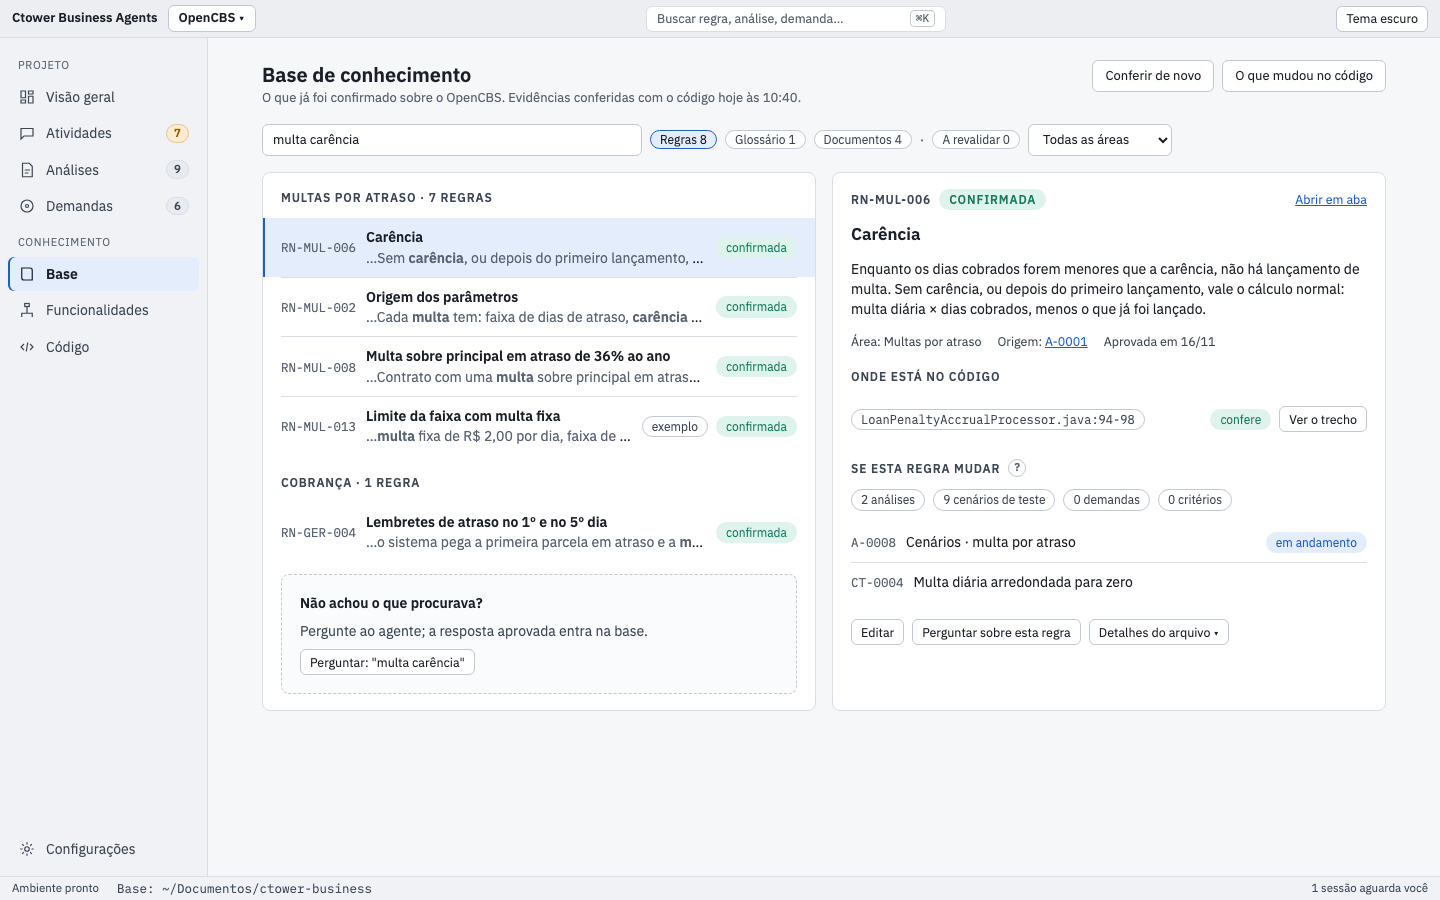 Ctower Business Agents
OpenCBS ▾
Buscar regra, análise, demanda…
⌘K
Tema escuro
PROJETO
Visão geral
Atividades
7
Análises
9
Demandas
6
CONHECIMENTO
Base
Funcionalidades
Código
Configurações
Base de conhecimento
O que já foi confirmado sobre o OpenCBS. Evidências conferidas com o código hoje às 10:40.
Conferir de novo
O que mudou no código
multa carência
Regras 8
Glossário 1
Documentos 4
·
A revalidar 0
Todas as áreas
MULTAS POR ATRASO · 7 REGRAS
RN-MUL-006
Carência
…Sem carência, ou depois do primeiro lançamento, …
confirmada
RN-MUL-002
Origem dos parâmetros
…Cada multa tem: faixa de dias de atraso, carência …
confirmada
RN-MUL-008
Multa sobre principal em atraso de 36% ao ano
…Contrato com uma multa sobre principal em atras…
confirmada
RN-MUL-013
Limite da faixa com multa fixa
…multa fixa de R$ 2,00 por dia, faixa de …
exemplo
confirmada
COBRANÇA · 1 REGRA
RN-GER-004
Lembretes de atraso no 1º e no 5º dia
…o sistema pega a primeira parcela em atraso e a m…
confirmada
Não achou o que procurava?
Pergunte ao agente; a resposta aprovada entra na base.
Perguntar: "multa carência"
RN-MUL-006
CONFIRMADA
Abrir em aba
Carência
Enquanto os dias cobrados forem menores que a carência, não há lançamento de
multa. Sem carência, ou depois do primeiro lançamento, vale o cálculo normal:
multa diária × dias cobrados, menos o que já foi lançado.
Área: Multas por atraso
Origem: A-0001
Aprovada em 16/11
ONDE ESTÁ NO CÓDIGO
LoanPenaltyAccrualProcessor.java:94-98
confere
Ver o trecho
SE ESTA REGRA MUDAR
?
2 análises
9 cenários de teste
0 demandas
0 critérios
A-0008
Cenários · multa por atraso
em andamento
CT-0004
Multa diária arredondada para zero
Editar
Perguntar sobre esta regra
Detalhes do arquivo ▾
Ambiente pronto
Base: ~/Documentos/ctower-business
1 sessão aguarda você